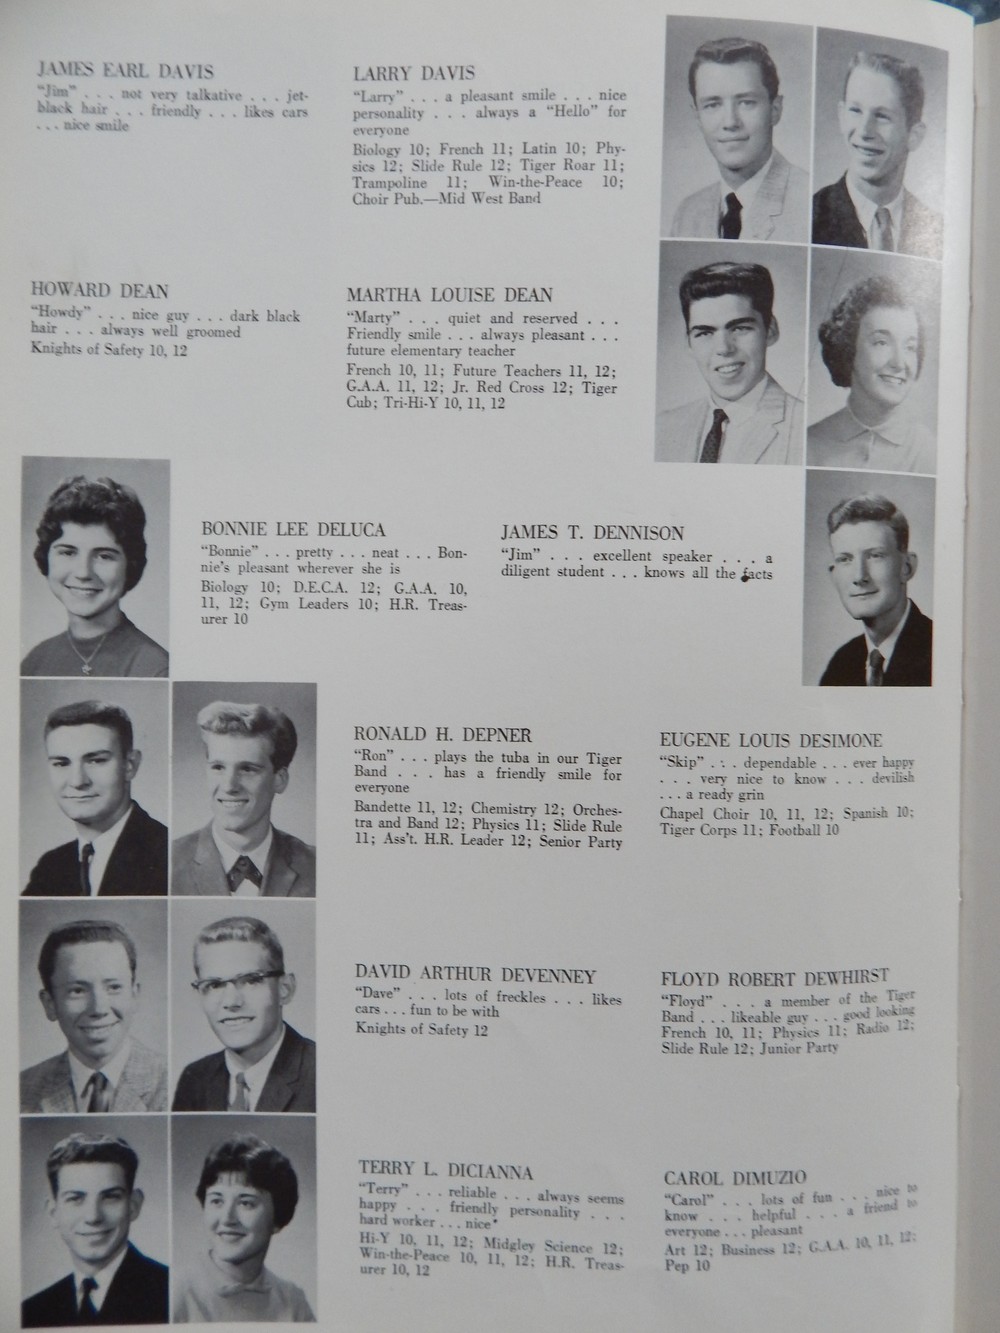 JAMES EARL DAVIS
“Jim” . . . not very talkative . . . jet-
black hair . . . friendly . . . likes cars
. . . nice smile
LARRY DAVIS
“Larry” . . . a pleasant smile . . . nice
personality . . . always a “Hello” for
everyone
Biology 10; French 11; Latin 10; Phy-
sics 12; Slide Rule 12; Tiger Roar 11;
Trampoline 11; Win-the-Peace 10;
Choir Pub.—Mid West Band
HOWARD DEAN
“Howdy” . . . nice guy . . . dark black
hair . . . always well groomed
Knights of Safety 10, 12
MARTHA LOUISE DEAN
“Marty” . . . quiet and reserved . . .
Friendly smile . . . always pleasant . . .
future elementary teacher
French 10, 11; Future Teachers 11, 12;
G.A.A. 11, 12; Jr. Red Cross 12; Tiger
Cub; Tri-Hi-Y 10, 11, 12
BONNIE LEE DELUCA
“Bonnie” . . . pretty . . . neat . . . Bon-
nie’s pleasant wherever she is
Biology 10; D.E.C.A. 12; G.A.A. 10,
11, 12; Gym Leaders 10; H.R. Treas-
urer 10
JAMES T. DENNISON
“Jim” . . . excellent speaker . . . a
diligent student . . . knows all the facts
RONALD H. DEPNER
“Ron” . . . plays the tuba in our Tiger
Band . . . has a friendly smile for
everyone
Bandette 11, 12; Chemistry 12; Orches-
tra and Band 12; Physics 11; Slide Rule
11; Ass’t. H.R. Leader 12; Senior Party
EUGENE LOUIS DESIMONE
“Skip” . . . dependable . . . ever happy
. . . very nice to know . . . devilish
. . . a ready grin
Chapel Choir 10, 11, 12; Spanish 10;
Tiger Corps 11; Football 10
DAVID ARTHUR DEVENNEY
“Dave” . . . lots of freckles . . . likes
cars . . . fun to be with
Knights of Safety 12
FLOYD ROBERT DEWHIRST
“Floyd” . . . a member of the Tiger
Band . . . likeable guy . . . good looking
French 10, 11; Physics 11; Radio 12;
Slide Rule 12; Junior Party
TERRY L. DICIANNA
“Terry” . . . reliable . . . always seems
happy . . . friendly personality . . .
hard worker . . . nice
Hi-Y 10, 11, 12; Midgley Science 12;
Win-the-Peace 10, 11, 12; H.R. Treas-
urer 10, 12
CAROL DIMUZIO
“Carol” . . . lots of fun . . . nice to
know . . . helpful . . . a friend to
everyone . . . pleasant
Art 12; Business 12; G.A.A. 10, 11, 12;
Pep 10